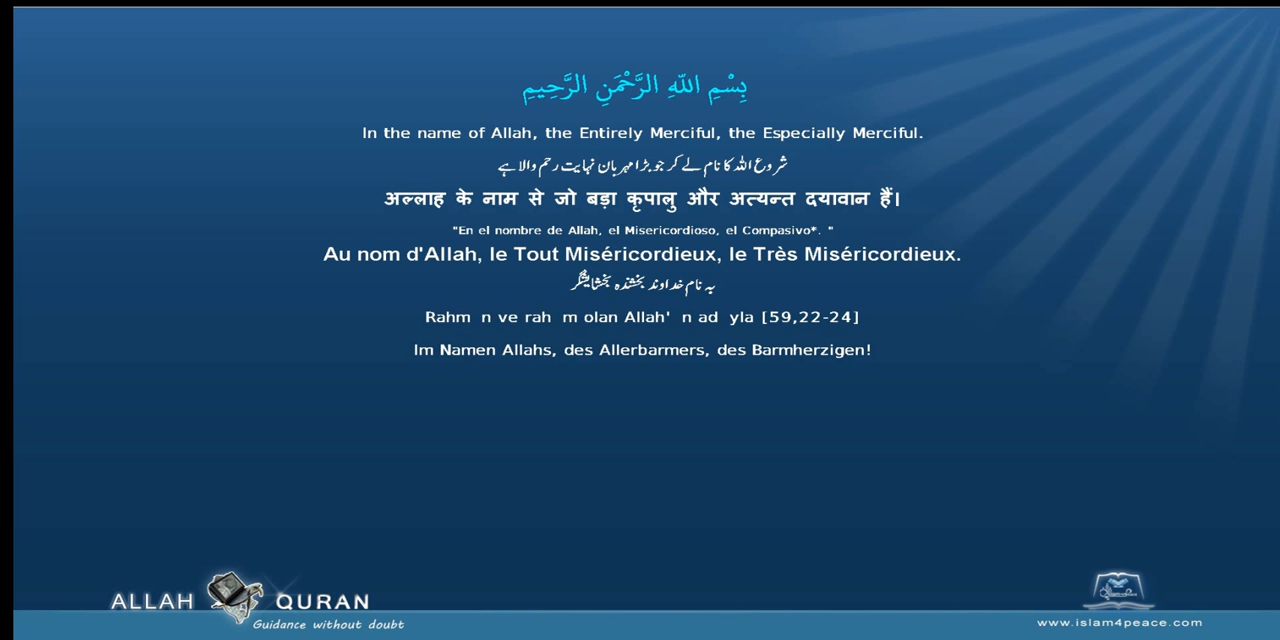 بِسْمِ اللّٰهِ الرَّحْمَنِ الرَّحِيمِ
In the name of Allah, the Entirely Merciful, the Especially Merciful.
شروع اللہ کا نام لے کر جو بڑا مہربان نہایت رحم والا ہے
अल्लाह के नाम से जो बड़ा कृपालु और अत्यन्त दयावान हैं।
"En el nombre de Allah, el Misericordioso, el Compasivo*. "
Au nom d'Allah, le Tout Miséricordieux, le Très Miséricordieux.
به نام خداوند بخشنده بخشایشگر
Rahm n ve rah m olan Allah' n ad yla [59,22-24]
Im Namen Allahs, des Allerbarmers, des Barmherzigen!
ALLAH QURAN
Guidance without doubt
www.islam4peace.com